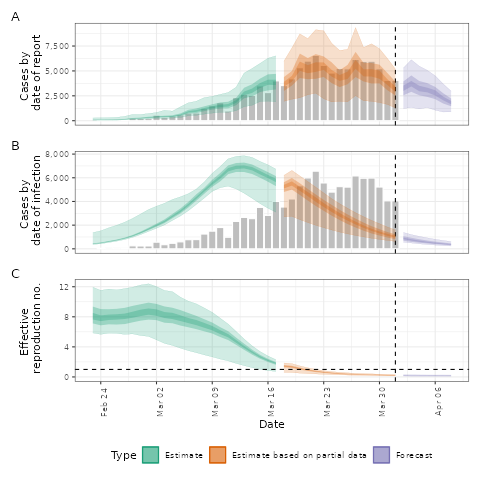 A
Cases by
date of report
7,500
5,000
2,500
0
B
Cases by
date of infection
8,000
6,000
4,000
2,000
0
C
Effective
reproduction no.
12
8
4
0
Feb 24
Mar 02
Mar 09
Mar 16
Mar 23
Mar 30
Apr 06
Date
Type
Estimate
Estimate based on partial data
Forecast